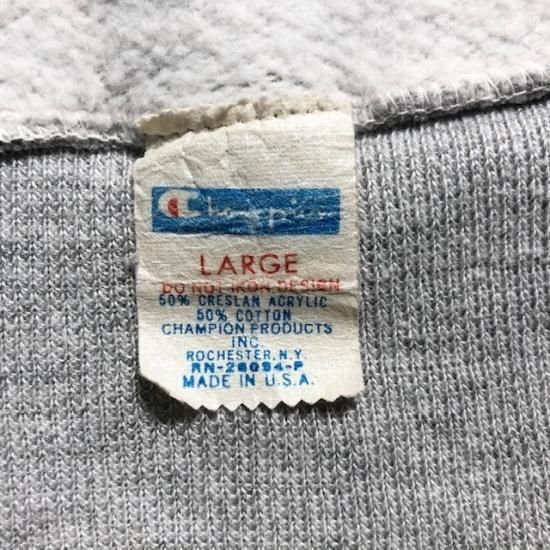 Champion
LARGE
DO NOT IRON DESIGN
50% CRESLAN ACRYLIC
50% COTTON
CHAMPION PRODUCTS
INC.
ROCHESTER, N.Y.
RN-26094-P
MADE IN U.S.A.